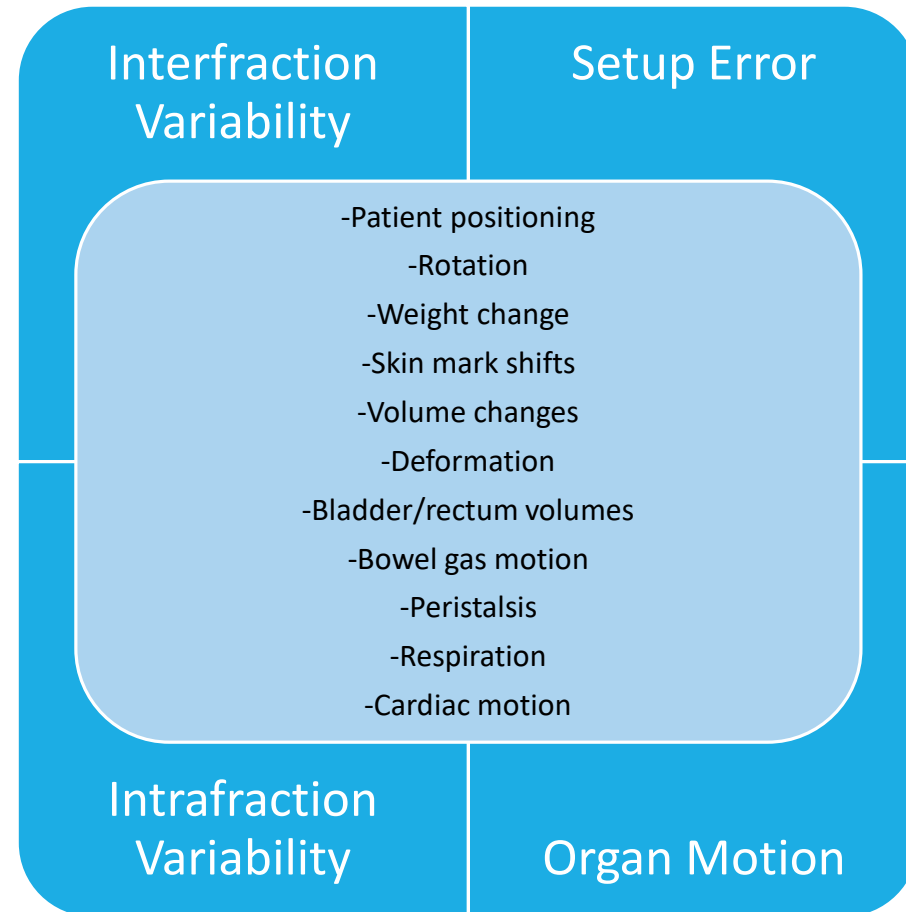 Interfraction
Variability
Setup Error
-Patient positioning
-Rotation
-Weight change
-Skin mark shifts
-Volume changes
-Deformation
-Bladder/rectum volumes
-Bowel gas motion
-Peristalsis
-Respiration
-Cardiac motion
Intrafraction
Variability
Organ Motion